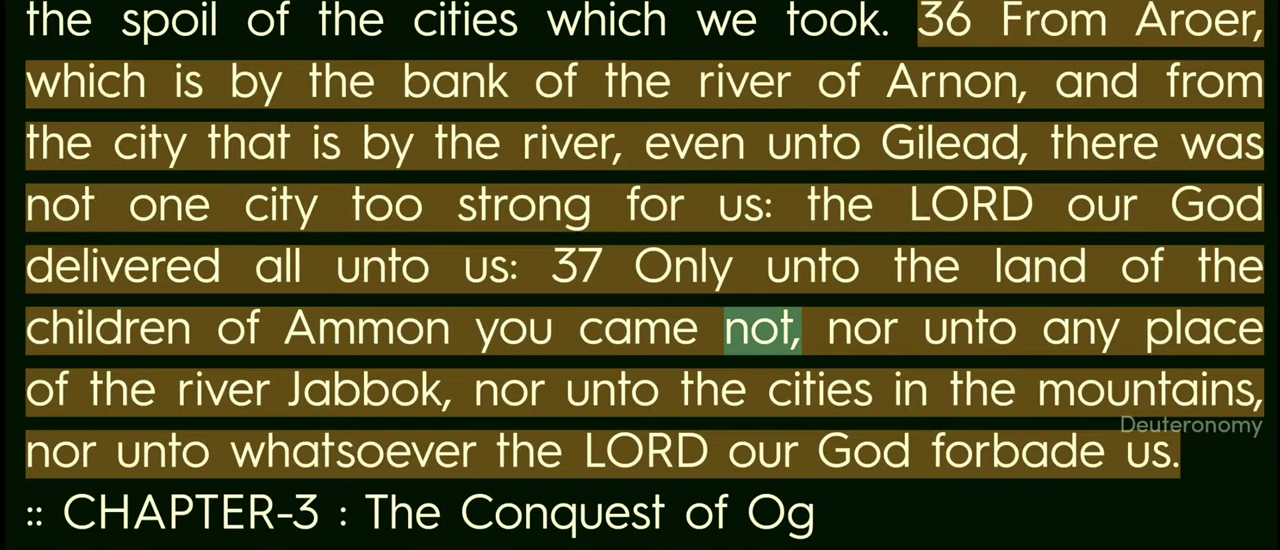 the spoil of the cities which we took. 36 From Aroer,
which is by the bank of the river of Arnon, and from
the city that is by the river, even unto Gilead, there was
not one city too strong for us: the LORD our God
delivered all unto us: 37 Only unto the land of the
children of Ammon you came not, nor unto any place
of the river Jabbok, nor unto the cities in the mountains,
Deuteronomy
nor unto whatsoever the LORD our God forbade us.
:: CHAPTER-3 : The Conquest of Og